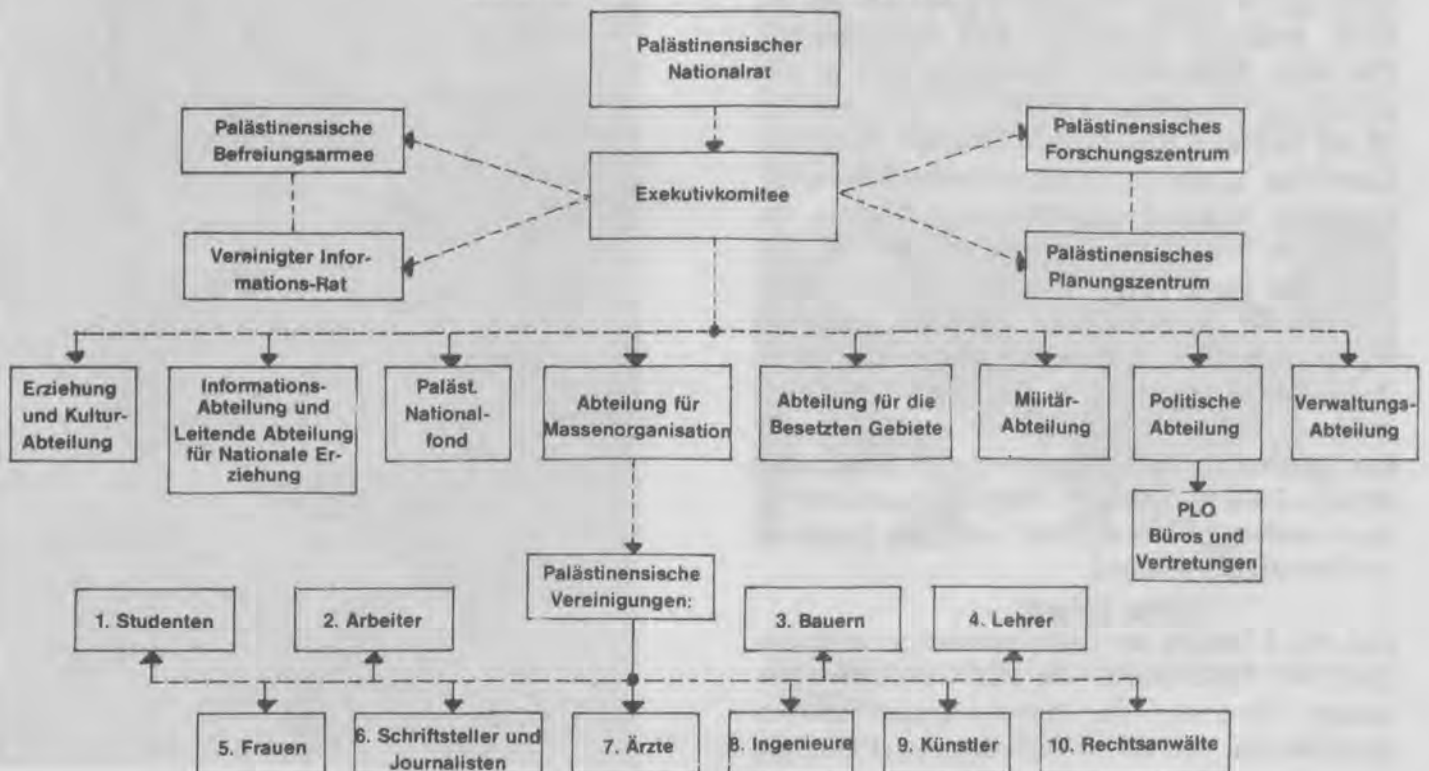 Palästinensischer
Nationalrat
Palästinensische
Befreiungsarmee
Palästinensisches
Forschungszentrum
Exekutivkomitee
Vereinigter Infor-
mations-Rat
Palästinensisches
Planungszentrum
Erziehung
und Kultur-
Abteilung
Informations-
Abteilung und
Leitende Abteilung
für Nationale Er-
ziehung
Paläst.
National-
fond
Abteilung für
Massenorganisation
Abteilung für die
Besetzten Gebiete
Militär-
Abteilung
Politische
Abteilung
Verwaltungs-
Abteilung
PLO
Büros und
Vertretungen
Palästinensische
Vereinigungen:
1. Studenten
2. Arbeiter
3. Bauern
4. Lehrer
5. Frauen
6. Schriftsteller und
Journalisten
7. Ärzte
8. Ingenieure
9. Künstler
10. Rechtsanwälte